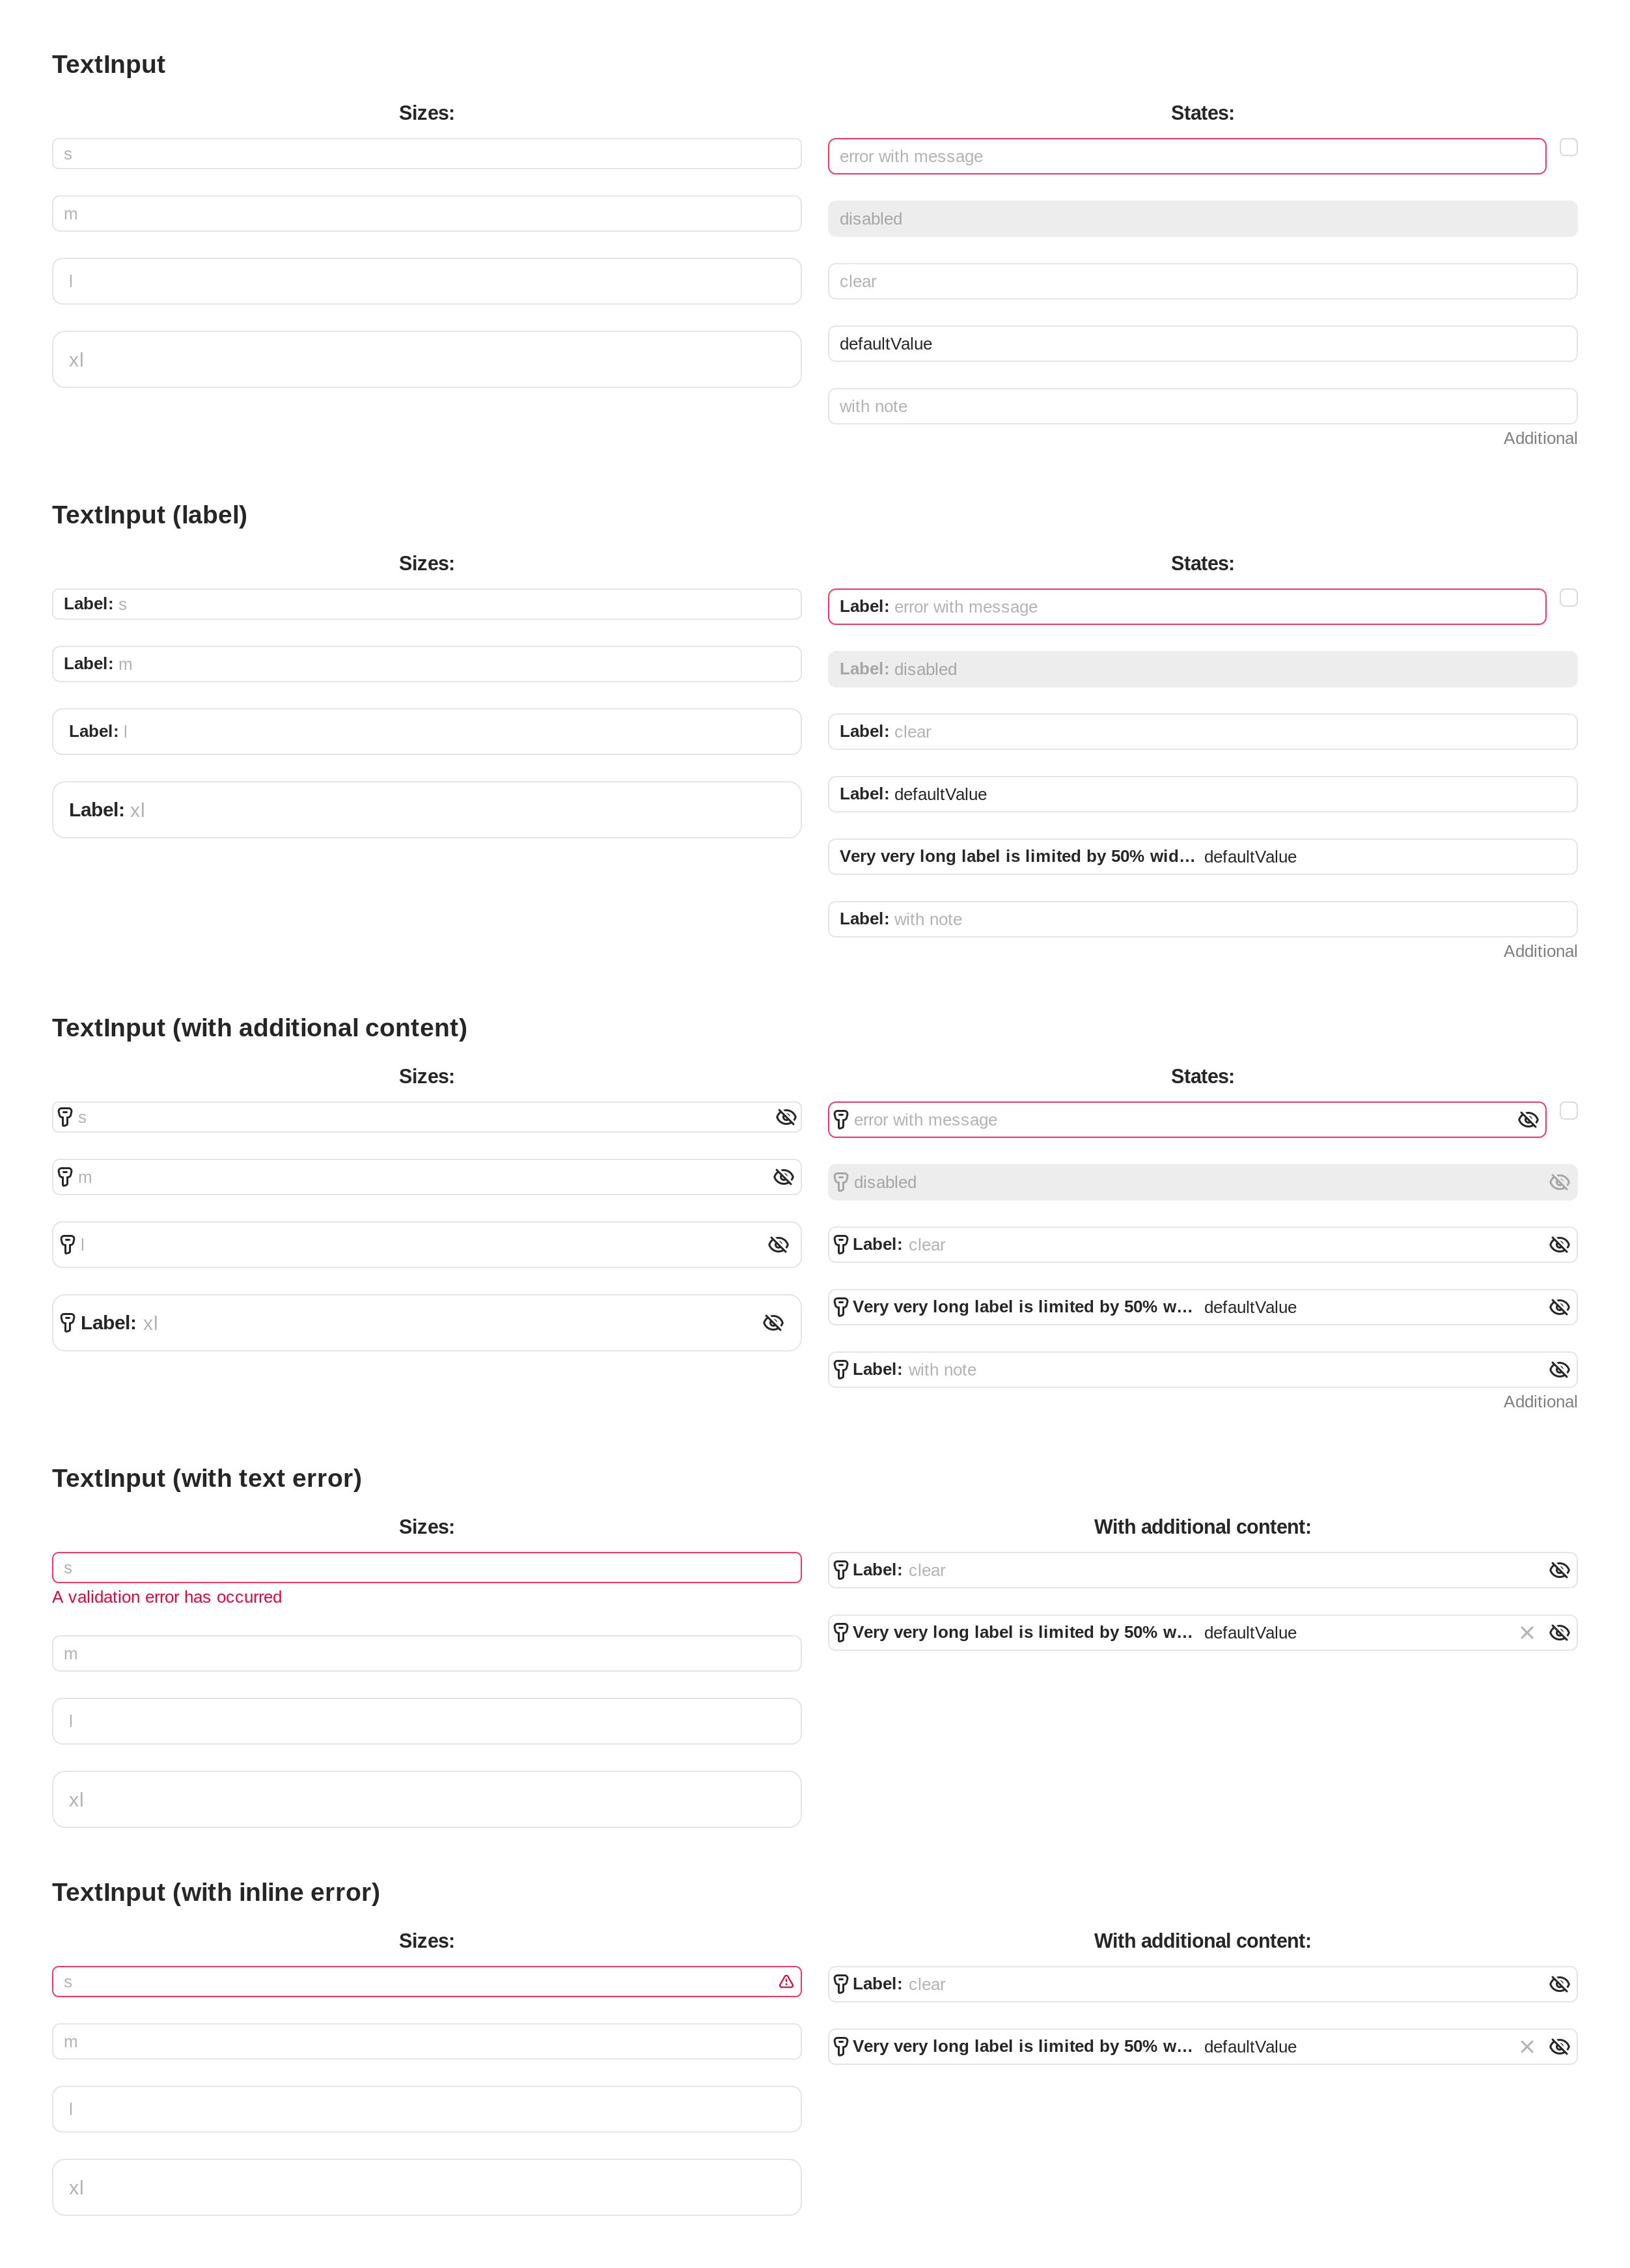 TextInput
Sizes:
s
m
l
xl
States:
error with message
disabled
clear
defaultValue
with note
Additional
TextInput (label)
Sizes:
Label: s
Label: m
Label: l
Label: xl
States:
Label: error with message
Label: disabled
Label: clear
Label: defaultValue
Very very long label is limited by 50% wid… defaultValue
Label: with note
Additional
TextInput (with additional content)
Sizes:
s
m
l
Label: xl
States:
error with message
disabled
Label: clear
Very very long label is limited by 50% w… defaultValue
Label: with note
Additional
TextInput (with text error)
Sizes:
s
A validation error has occurred
m
l
xl
With additional content:
Label: clear
Very very long label is limited by 50% w… defaultValue
TextInput (with inline error)
Sizes:
s
m
l
xl
With additional content:
Label: clear
Very very long label is limited by 50% w… defaultValue